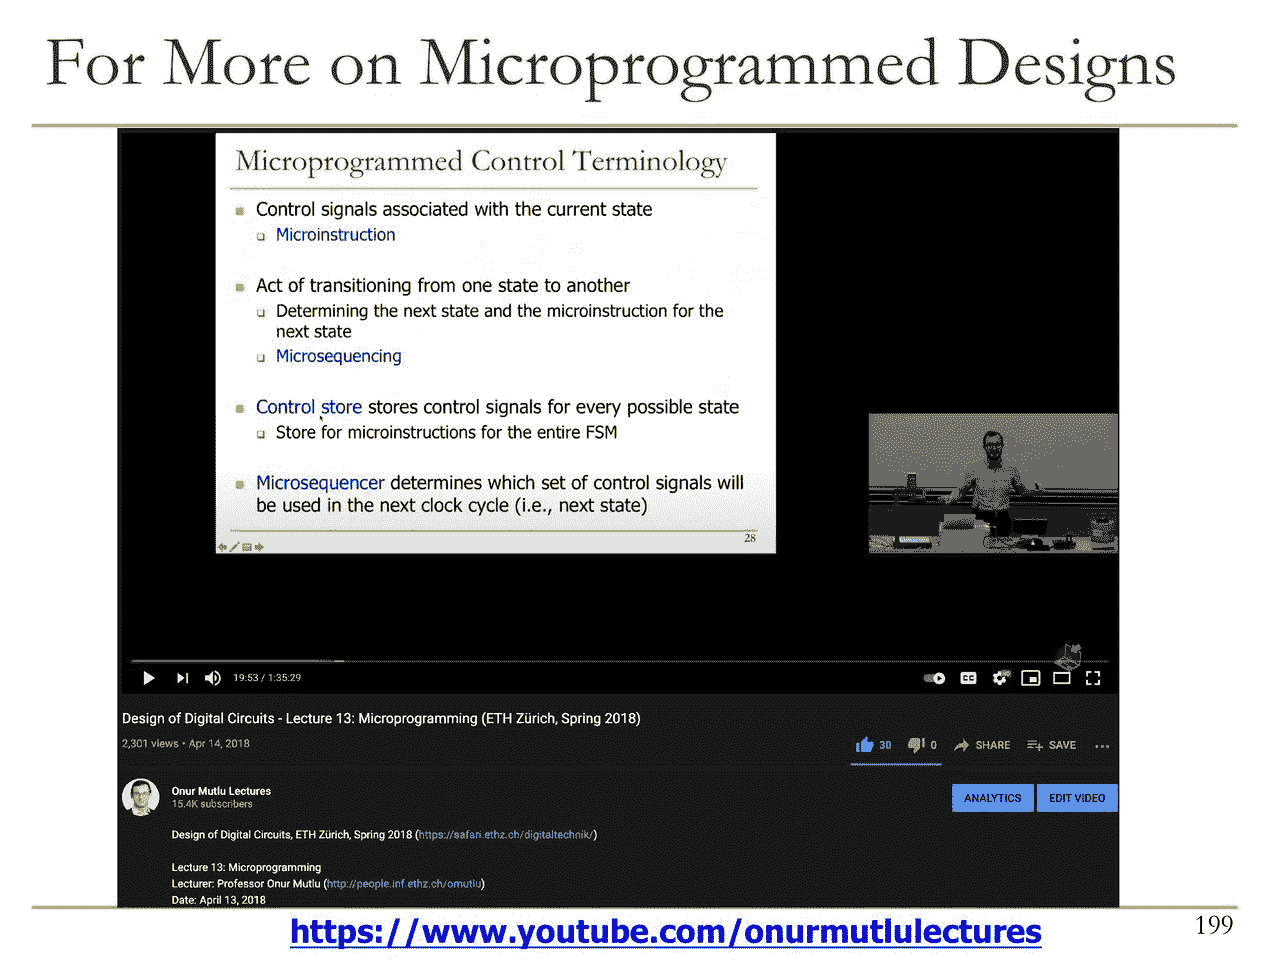 For More on Microprogrammed Designs
Microprogrammed Control Terminology
Control signals associated with the current state
Microinstruction
Act of transitioning from one state to another
Determining the next state and the microinstruction for the
next state
Microsequencing
Control store stores control signals for every possible state
Store for microinstructions for the entire FSM
Microsequencer determines which set of control signals will
be used in the next clock cycle (i.e., next state)
28
19:53 / 1:35:29
CC
Design of Digital Circuits - Lecture 13: Microprogramming (ETH Zürich, Spring 2018)
2,301 views • Apr 14, 2018
30 0 SHARE SAVE
Onur Mutlu Lectures
15.4K subscribers
ANALYTICS EDIT VIDEO
Design of Digital Circuits, ETH Zürich, Spring 2018 (https://safari.ethz.ch/digitaltechnik/)
Lecture 13: Microprogramming
Lecturer: Professor Onur Mutlu (http://people.inf.ethz.ch/omutlu)
Date: April 13, 2018
https://www.youtube.com/onurmutlulectures
199